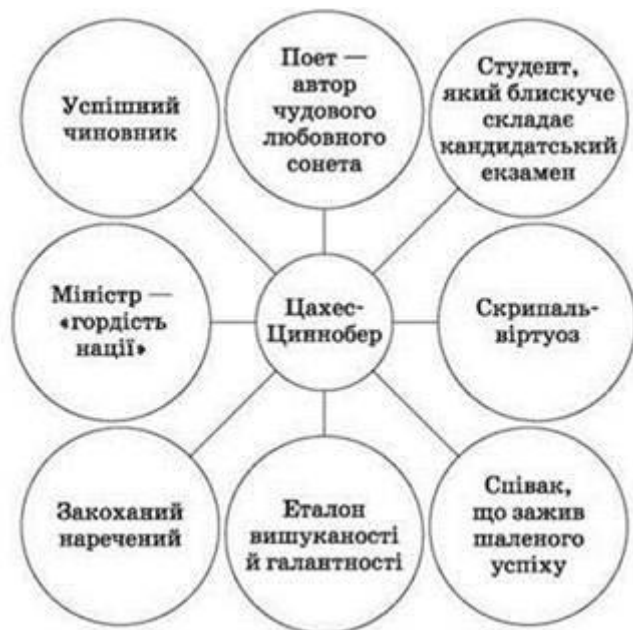 Успішний
чиновник
Поет —
автор
чудового
любовного
сонета
Студент,
який блискуче
складає
кандидатський
екзамен
Міністр —
«гордість
нації»
Цахес-
Циннобер
Скрипаль-
віртуоз
Закоханий
наречений
Еталон
вишуканості
й галантності
Співак,
що зажив
шаленого
успіху